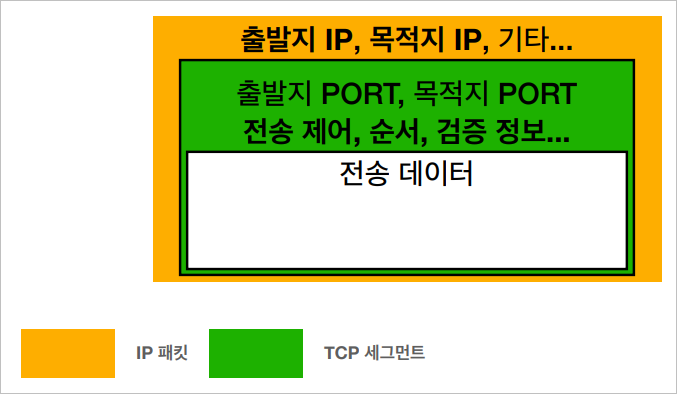 출발지 IP, 목적지 IP, 기타...
출발지 PORT, 목적지 PORT
전송 제어, 순서, 검증 정보...
전송 데이터
IP 패킷
TCP 세그먼트